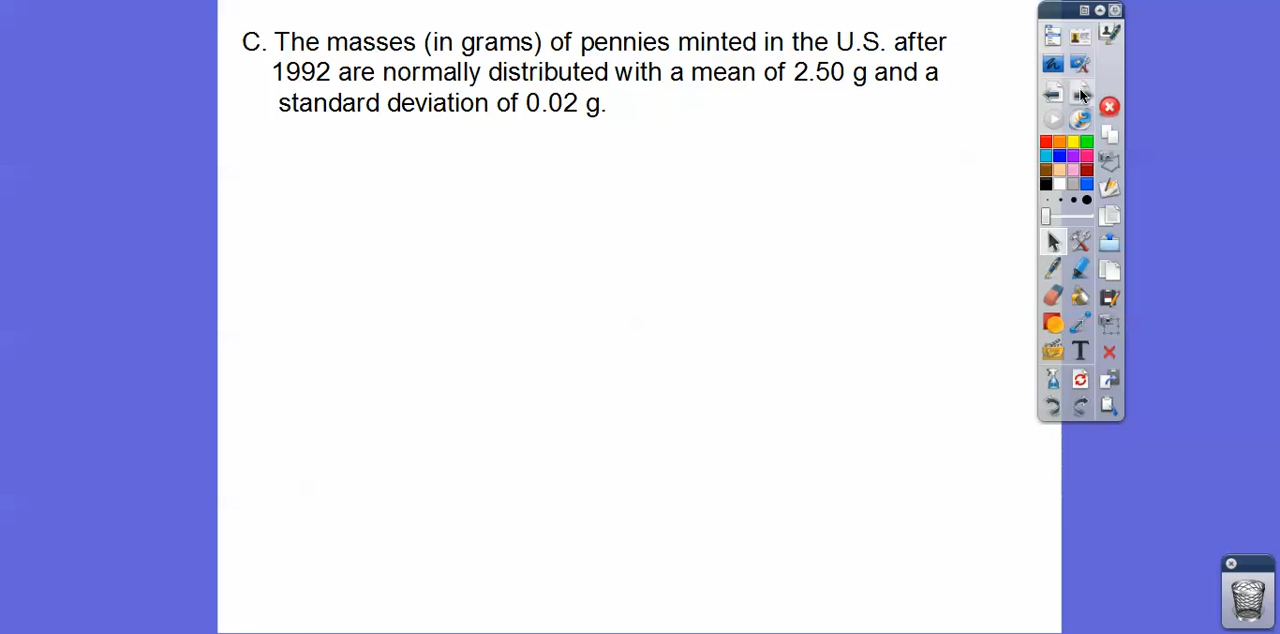 C. The masses (in grams) of pennies minted in the U.S. after
1992 are normally distributed with a mean of 2.50 g and a
standard deviation of 0.02 g.